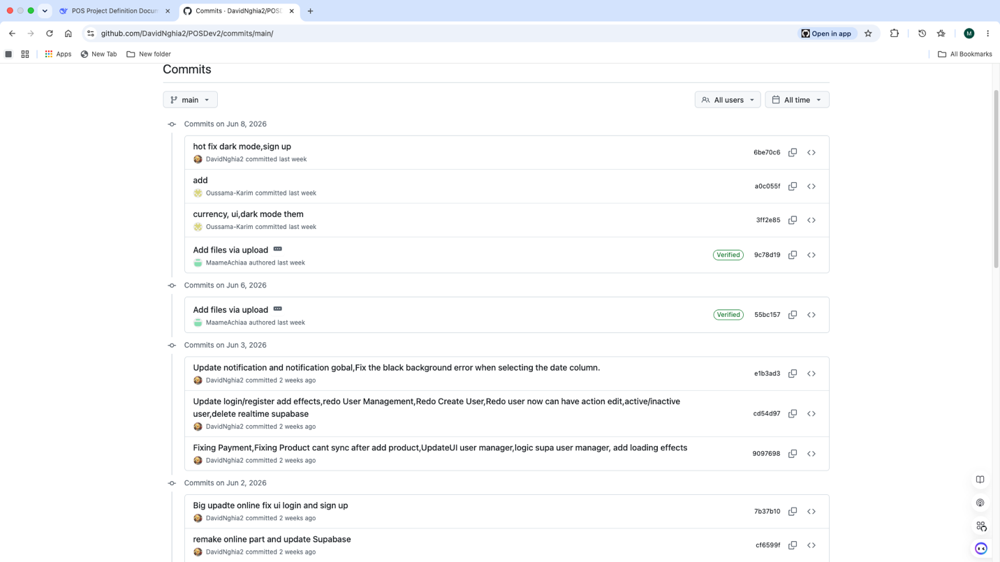 POS Project Definition Docum
Commits · DavidNghia2/POSD
github.com/DavidNghia2/POSDev2/commits/main/
Open in app
M
Apps
New Tab
New folder
All Bookmarks
Commits
main
All users
All time
Commits on Jun 8, 2026
hot fix dark mode,sign up
DavidNghia2 committed last week
6be70c6
add
Oussama-Karim committed last week
a0c055f
currency, ui,dark mode them
Oussama-Karim committed last week
3ff2e85
Add files via upload
MaameAchiaa authored last week
Verified
9c78d19
Commits on Jun 6, 2026
Add files via upload
MaameAchiaa authored last week
Verified
55bc157
Commits on Jun 3, 2026
Update notification and notification gobal,Fix the black background error when selecting the date column.
DavidNghia2 committed 2 weeks ago
e1b3ad3
Update login/register add effects,redo User Management,Redo Create User,Redo user now can have action edit,active/inactive
user,delete realtime supabase
DavidNghia2 committed 2 weeks ago
cd54d97
Fixing Payment,Fixing Product cant sync after add product,UpdateUI user manager,logic supa user manager, add loading effects
DavidNghia2 committed 2 weeks ago
9097698
Commits on Jun 2, 2026
Big upadte online fix ui login and sign up
DavidNghia2 committed 2 weeks ago
7b37b10
remake online part and update Supabase
DavidNghia2 committed 2 weeks ago
cf6599f